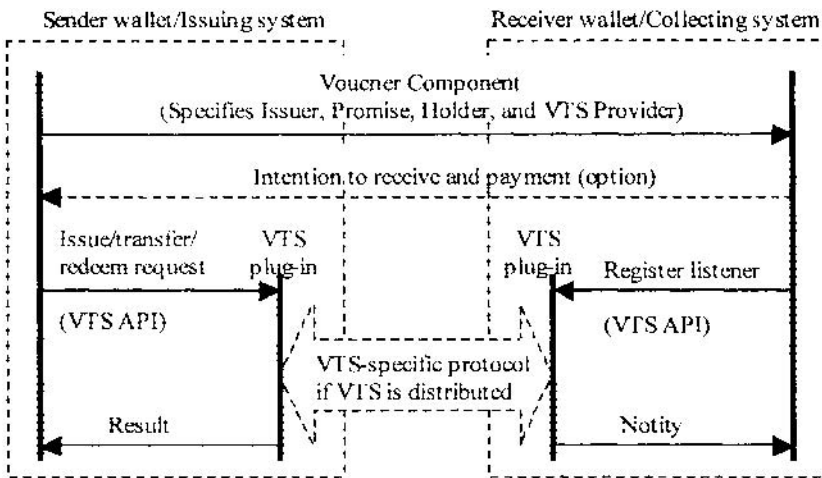 Sender wallet/Issuing system
Receiver wallet/Collecting system
Voucner Component
(Specifies Issuer, Promise, Holder, and VTS Provider)
Intention to receive and payment (option)
Issue/transfer/
redeem request
VTS
plug-in
VTS
plug-in
Register listener
(VTS API)
(VTS API)
VTS-specific protocol
if VTS is distributed
Result
Notity